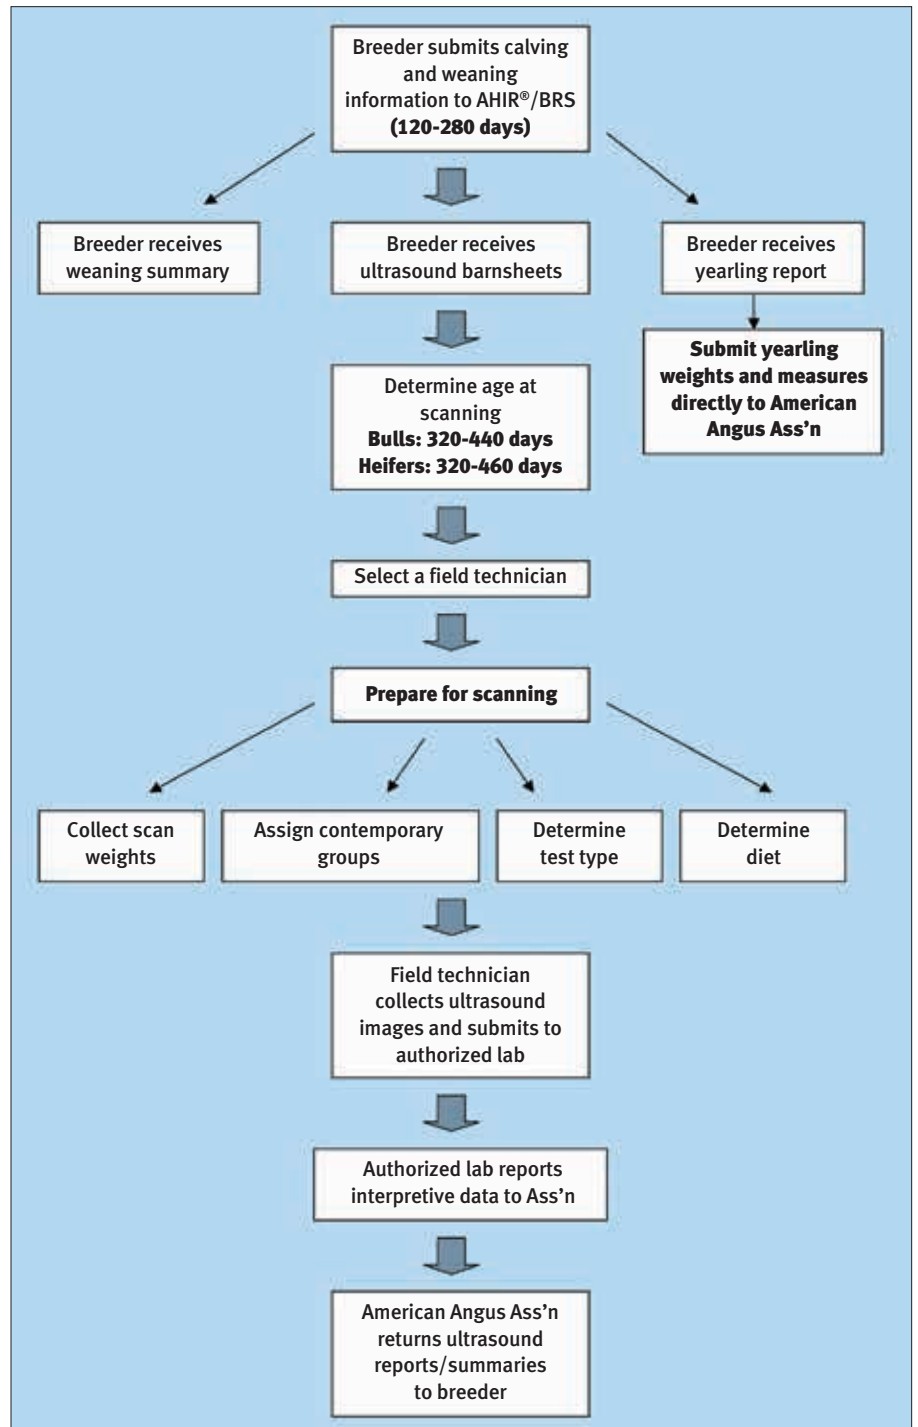 Breeder submits calving
and weaning
information to AHIR®/BRS
(120-280 days)
Breeder receives
weaning summary
Breeder receives
ultrasound barnsheets
Breeder receives
yearling report
Submit yearling
weights and measures
directly to American
Angus Ass’n
Determine age at
scanning
Bulls: 320-440 days
Heifers: 320-460 days
Select a field technician
Prepare for scanning
Collect scan
weights
Assign contemporary
groups
Determine
test type
Determine
diet
Field technician
collects ultrasound
images and submits to
authorized lab
Authorized lab reports
interpretive data to Ass’n
American Angus Ass’n
returns ultrasound
reports/summaries
to breeder